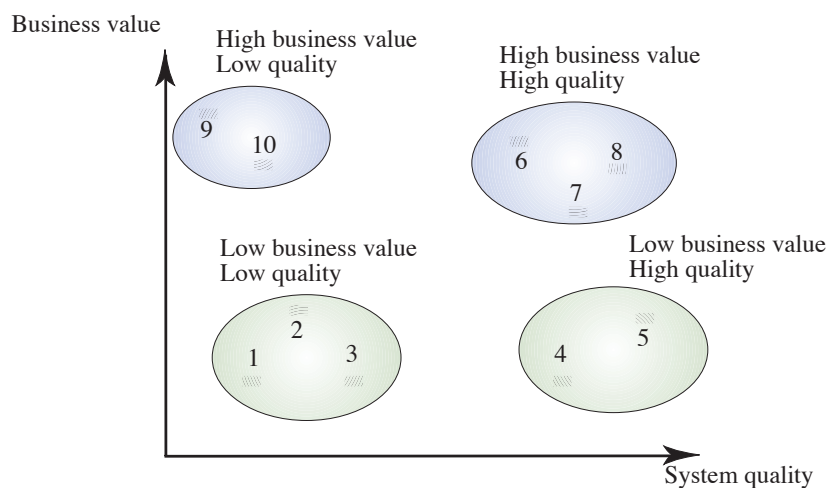 Business value
High business value
Low quality
High business value
High quality
9
10
6
8
7
Low business value
Low quality
Low business value
High quality
2
1
3
5
4
System quality